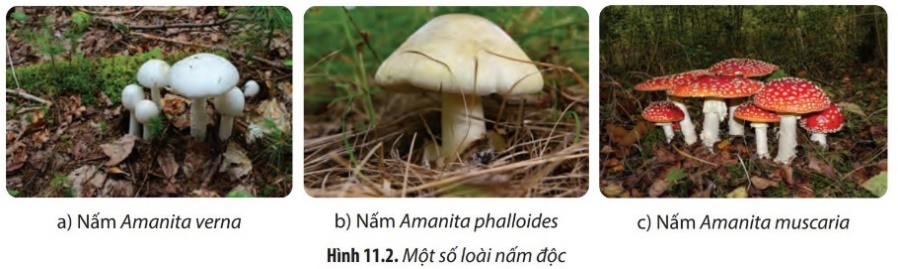 a) Nấm Amanita verna
b) Nấm Amanita phalloides
c) Nấm Amanita muscaria
Hình 11.2. Một số loài nấm độc